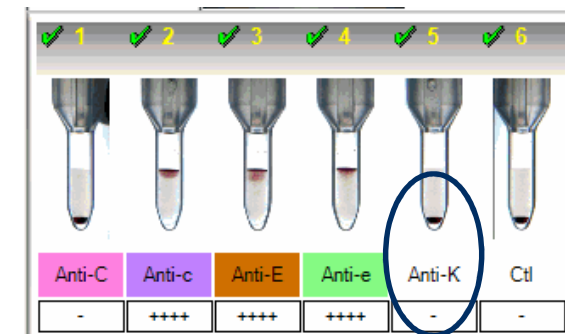 1 2 3 4 5 6
Anti-C Anti-c Anti-E Anti-e Anti-K Ctl
- ++++ ++++ ++++ - -